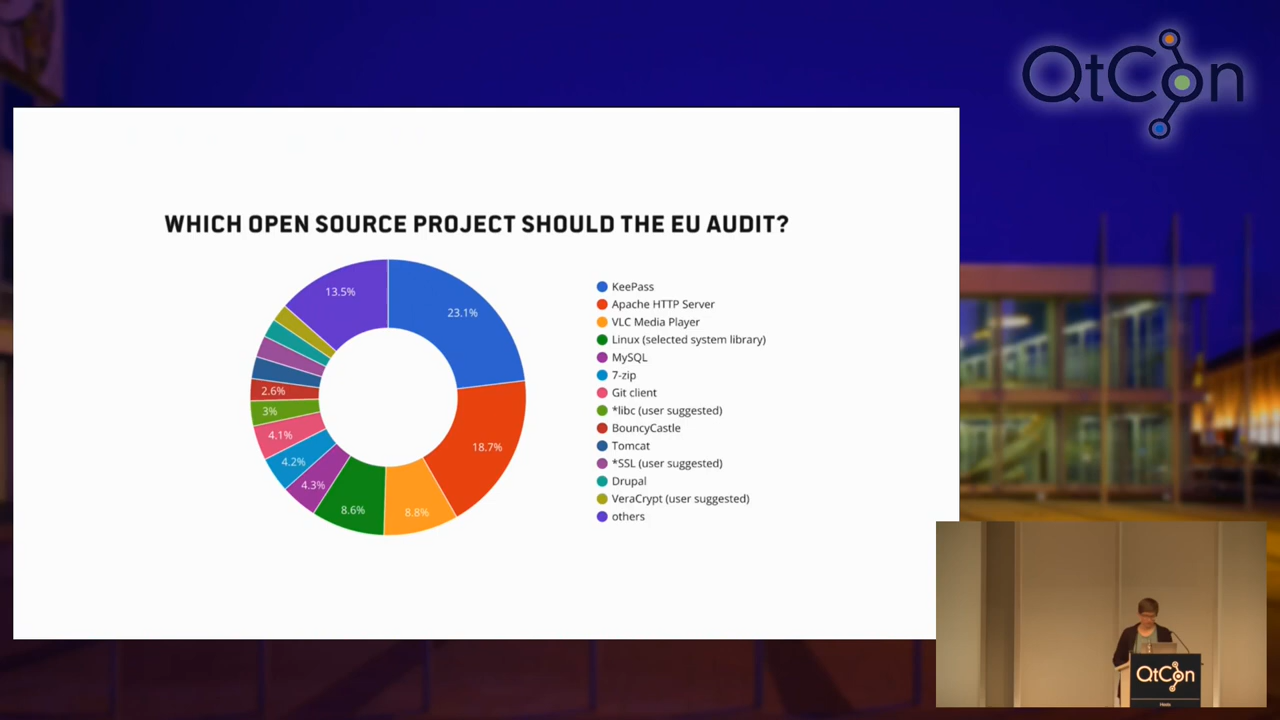 QtCon
WHICH OPEN SOURCE PROJECT SHOULD THE EU AUDIT?
13.5%
23.1%
2.6%
3%
4.1%
4.2%
4.3%
8.6%
8.8%
18.7%
KeePass
Apache HTTP Server
VLC Media Player
Linux (selected system library)
MySQL
7-zip
Git client
*libc (user suggested)
BouncyCastle
Tomcat
*SSL (user suggested)
Drupal
VeraCrypt (user suggested)
others
QtCon